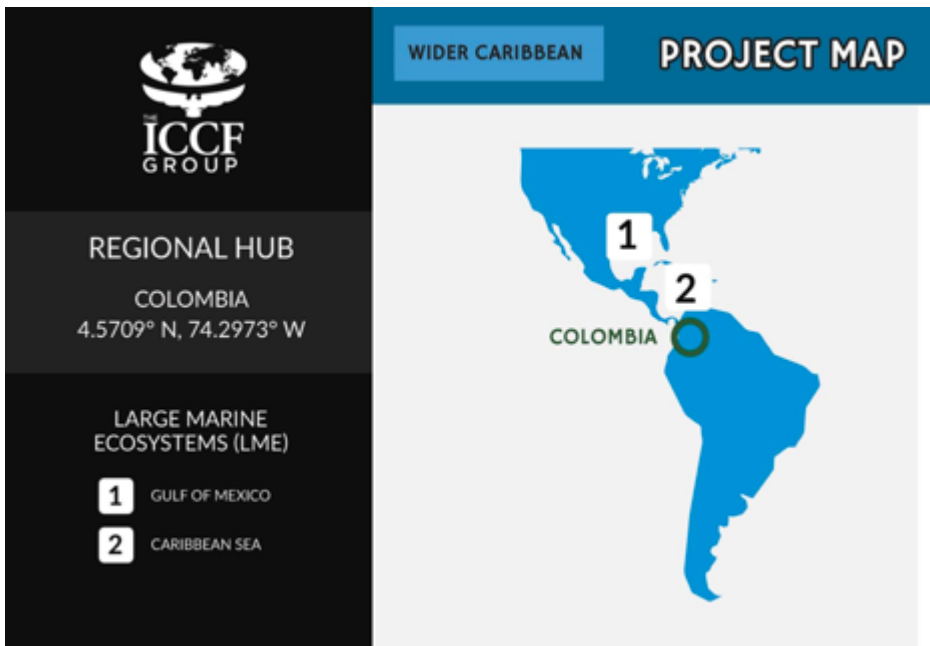 THE
ICCF
GROUP
REGIONAL HUB
COLOMBIA
4.5709° N, 74.2973° W
LARGE MARINE
ECOSYSTEMS (LME)
1 GULF OF MEXICO
2 CARIBBEAN SEA
WIDER CARIBBEAN
PROJECT MAP
1
2
COLOMBIA